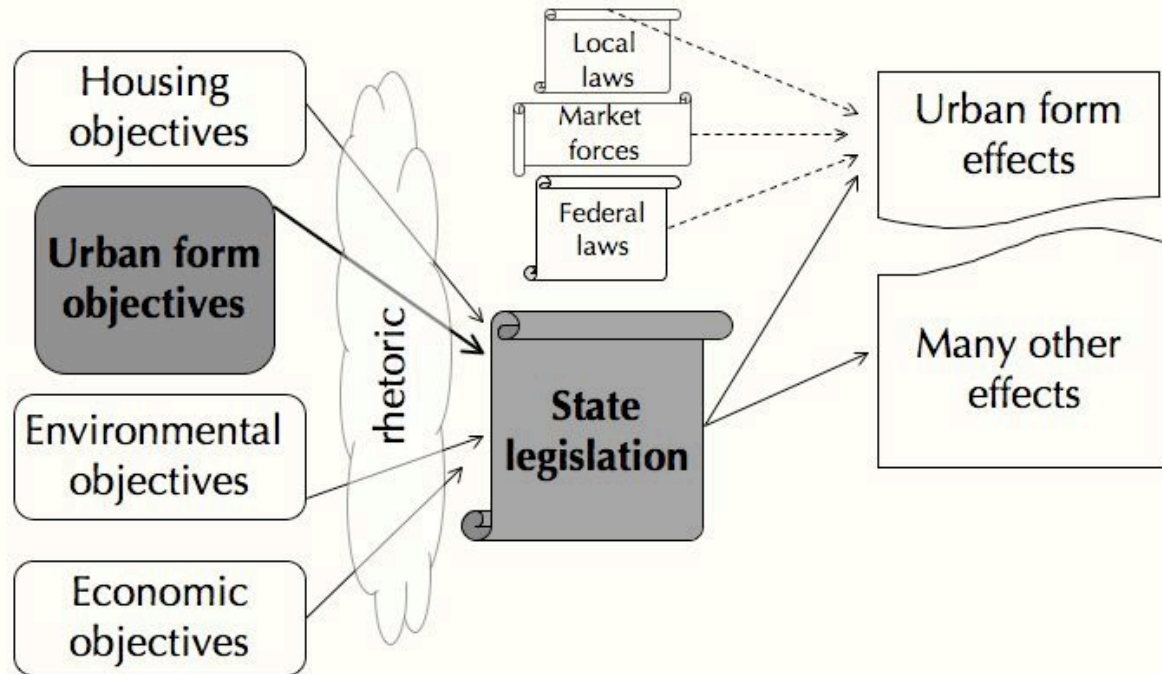 Housing
objectives
Urban form
objectives
Environmental
objectives
Economic
objectives
rhetoric
Local
laws
Market
forces
Federal
laws
State
legislation
Urban form
effects
Many other
effects